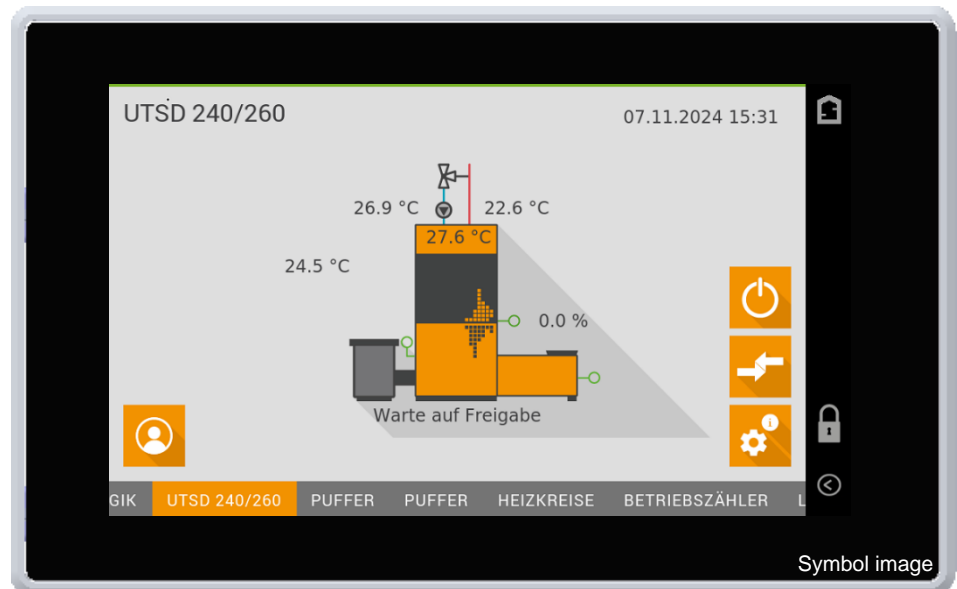 UTSD 240/260
07.11.2024 15:31
26.9 °C
22.6 °C
27.6 °C
24.5 °C
0.0 %
Warte auf Freigabe
GIK UTSD 240/260 PUFFER PUFFER HEIZKREISE BETRIEBSZÄHLER L
Symbol image